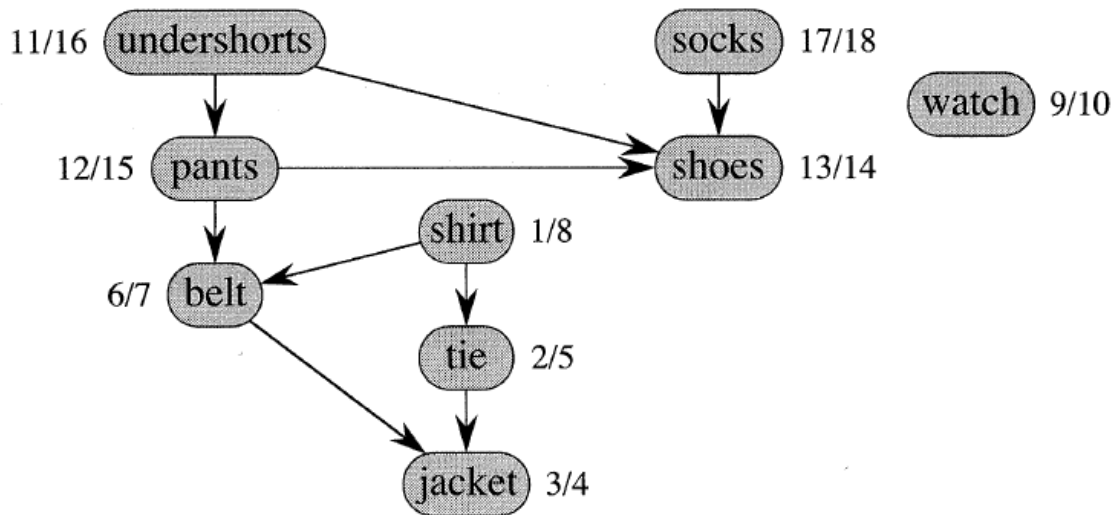 11/16 undershorts socks 17/18
watch 9/10
12/15 pants shoes 13/14
shirt 1/8
6/7 belt
tie 2/5
jacket 3/4